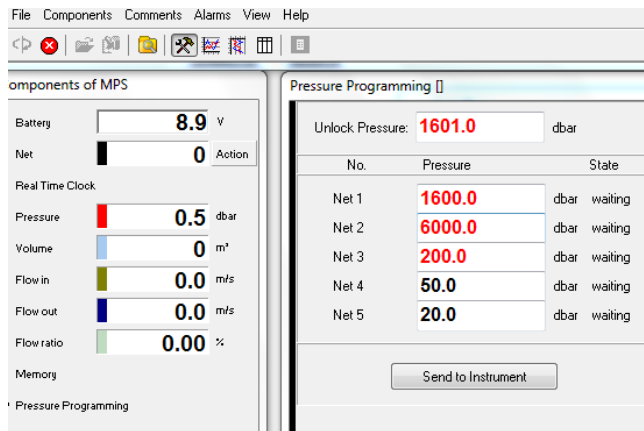 File Components Comments Alarms View Help
omponents of MPS
Battery 8.9 V
Net 0 Action
Real Time Clock
Pressure 0.5 dbar
Volume 0 m³
Flow in 0.0 m/s
Flow out 0.0 m/s
Flow ratio 0.00 %
Memory
Pressure Programming
Pressure Programming []
Unlock Pressure: 1601.0 dbar
No. Pressure State
Net 1 1600.0 dbar waiting
Net 2 6000.0 dbar waiting
Net 3 200.0 dbar waiting
Net 4 50.0 dbar waiting
Net 5 20.0 dbar waiting
Send to Instrument